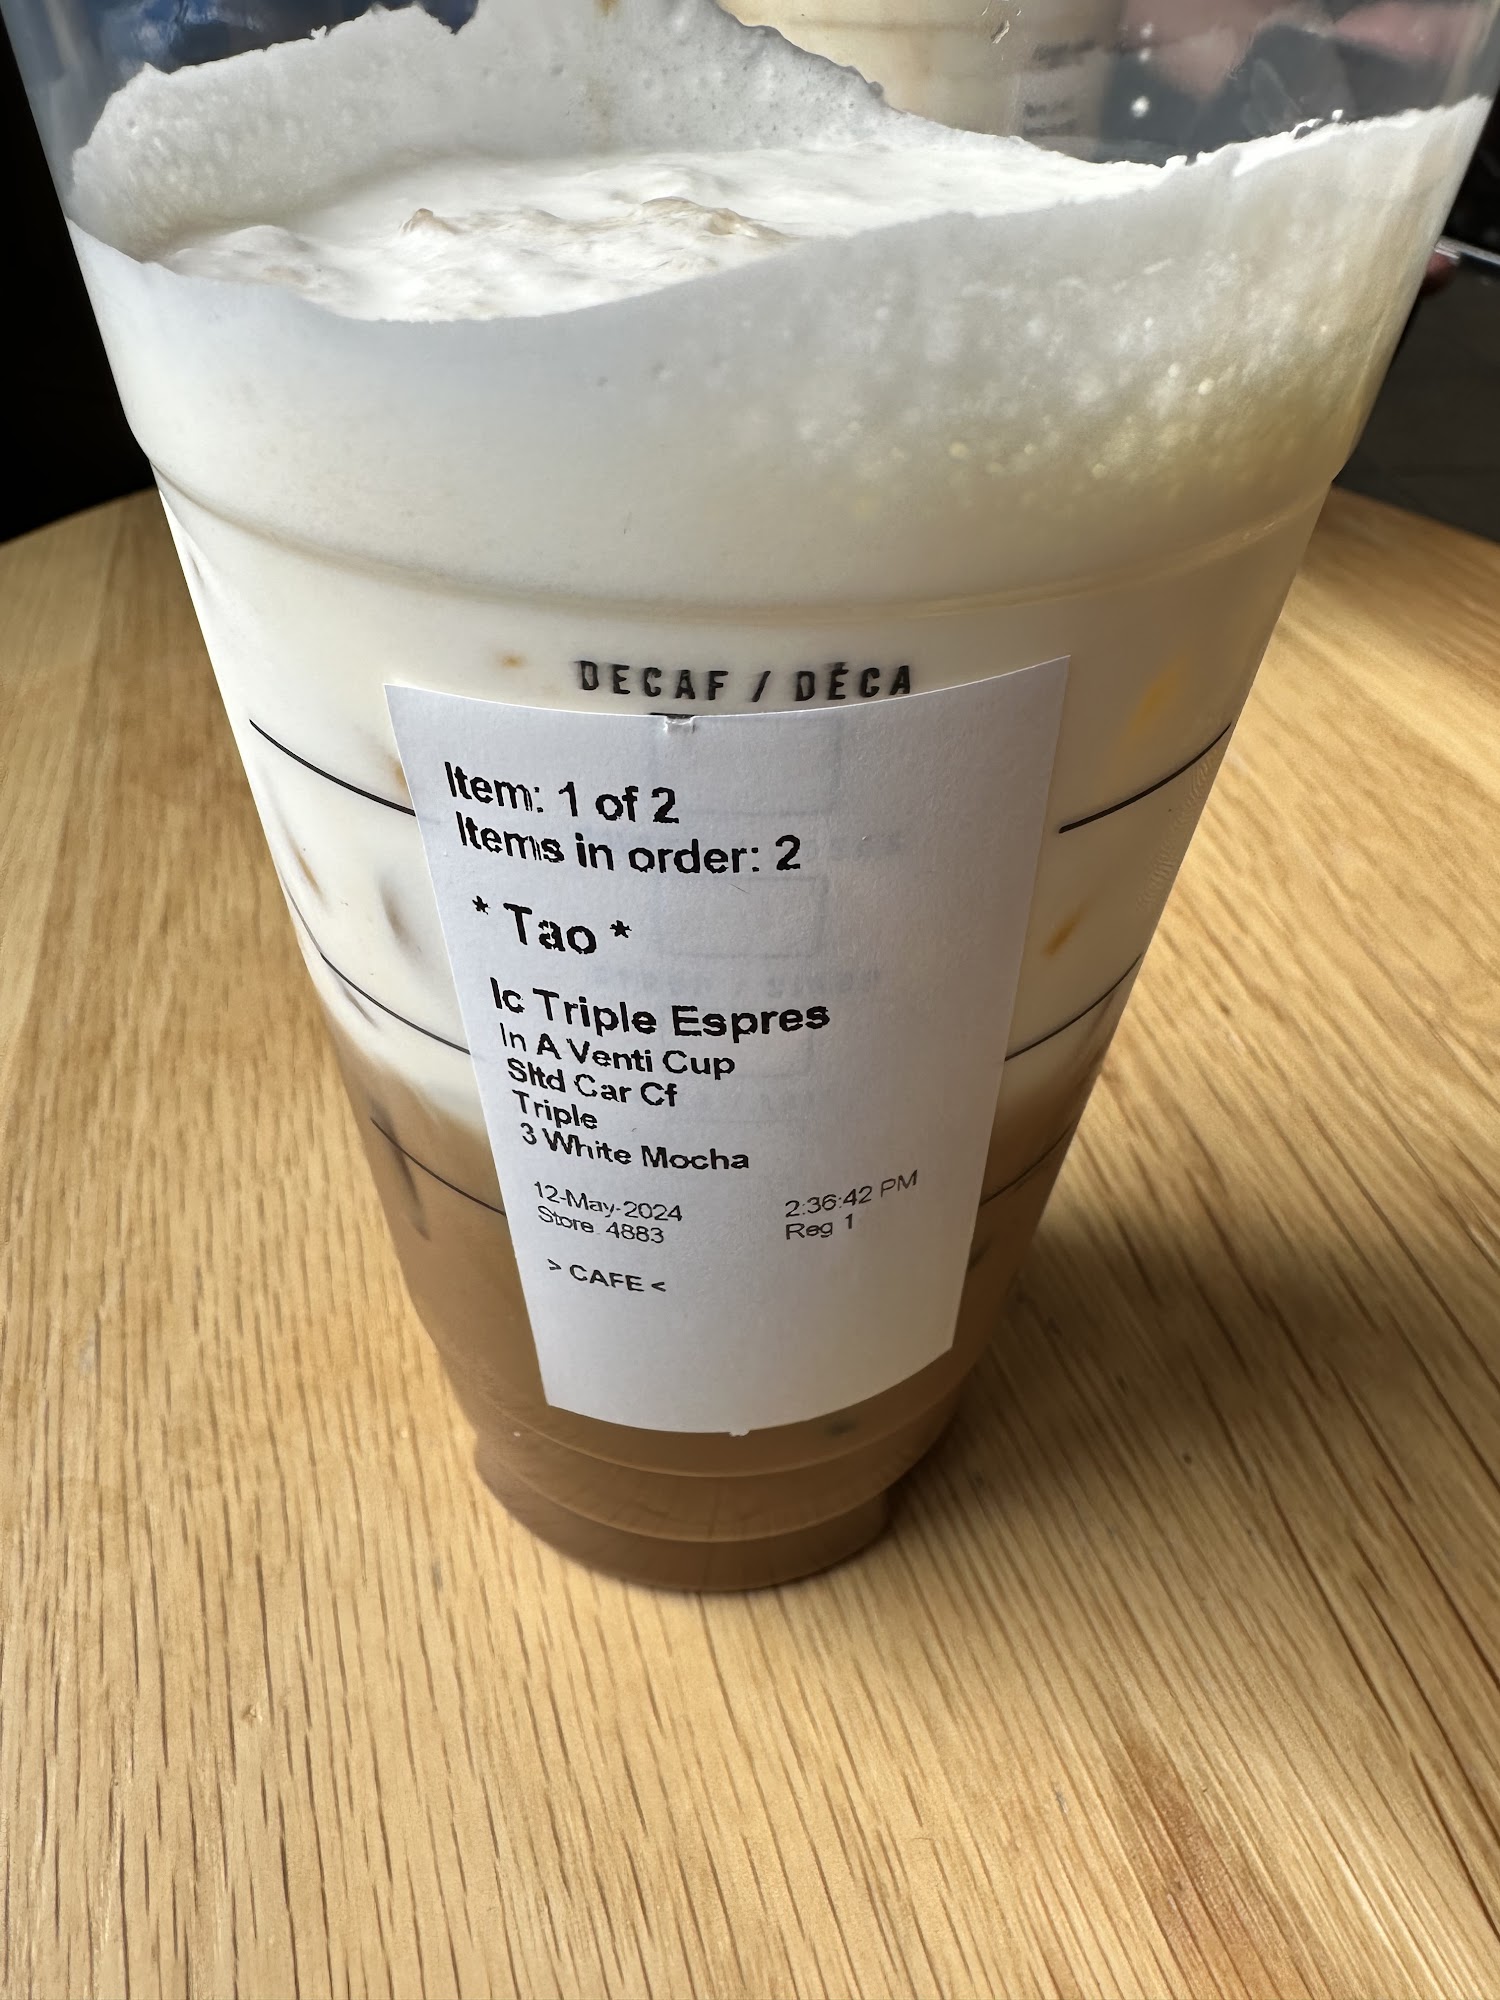 DECAF / DÉCA
Item: 1 of 2
Items in order: 2
* Tao *
Ic Triple Espres
In A Venti Cup
Sltd Car Cf
Triple
3 White Mocha
12-May-2024 2:36:42 PM
Store 4883 Reg 1
> CAFE <